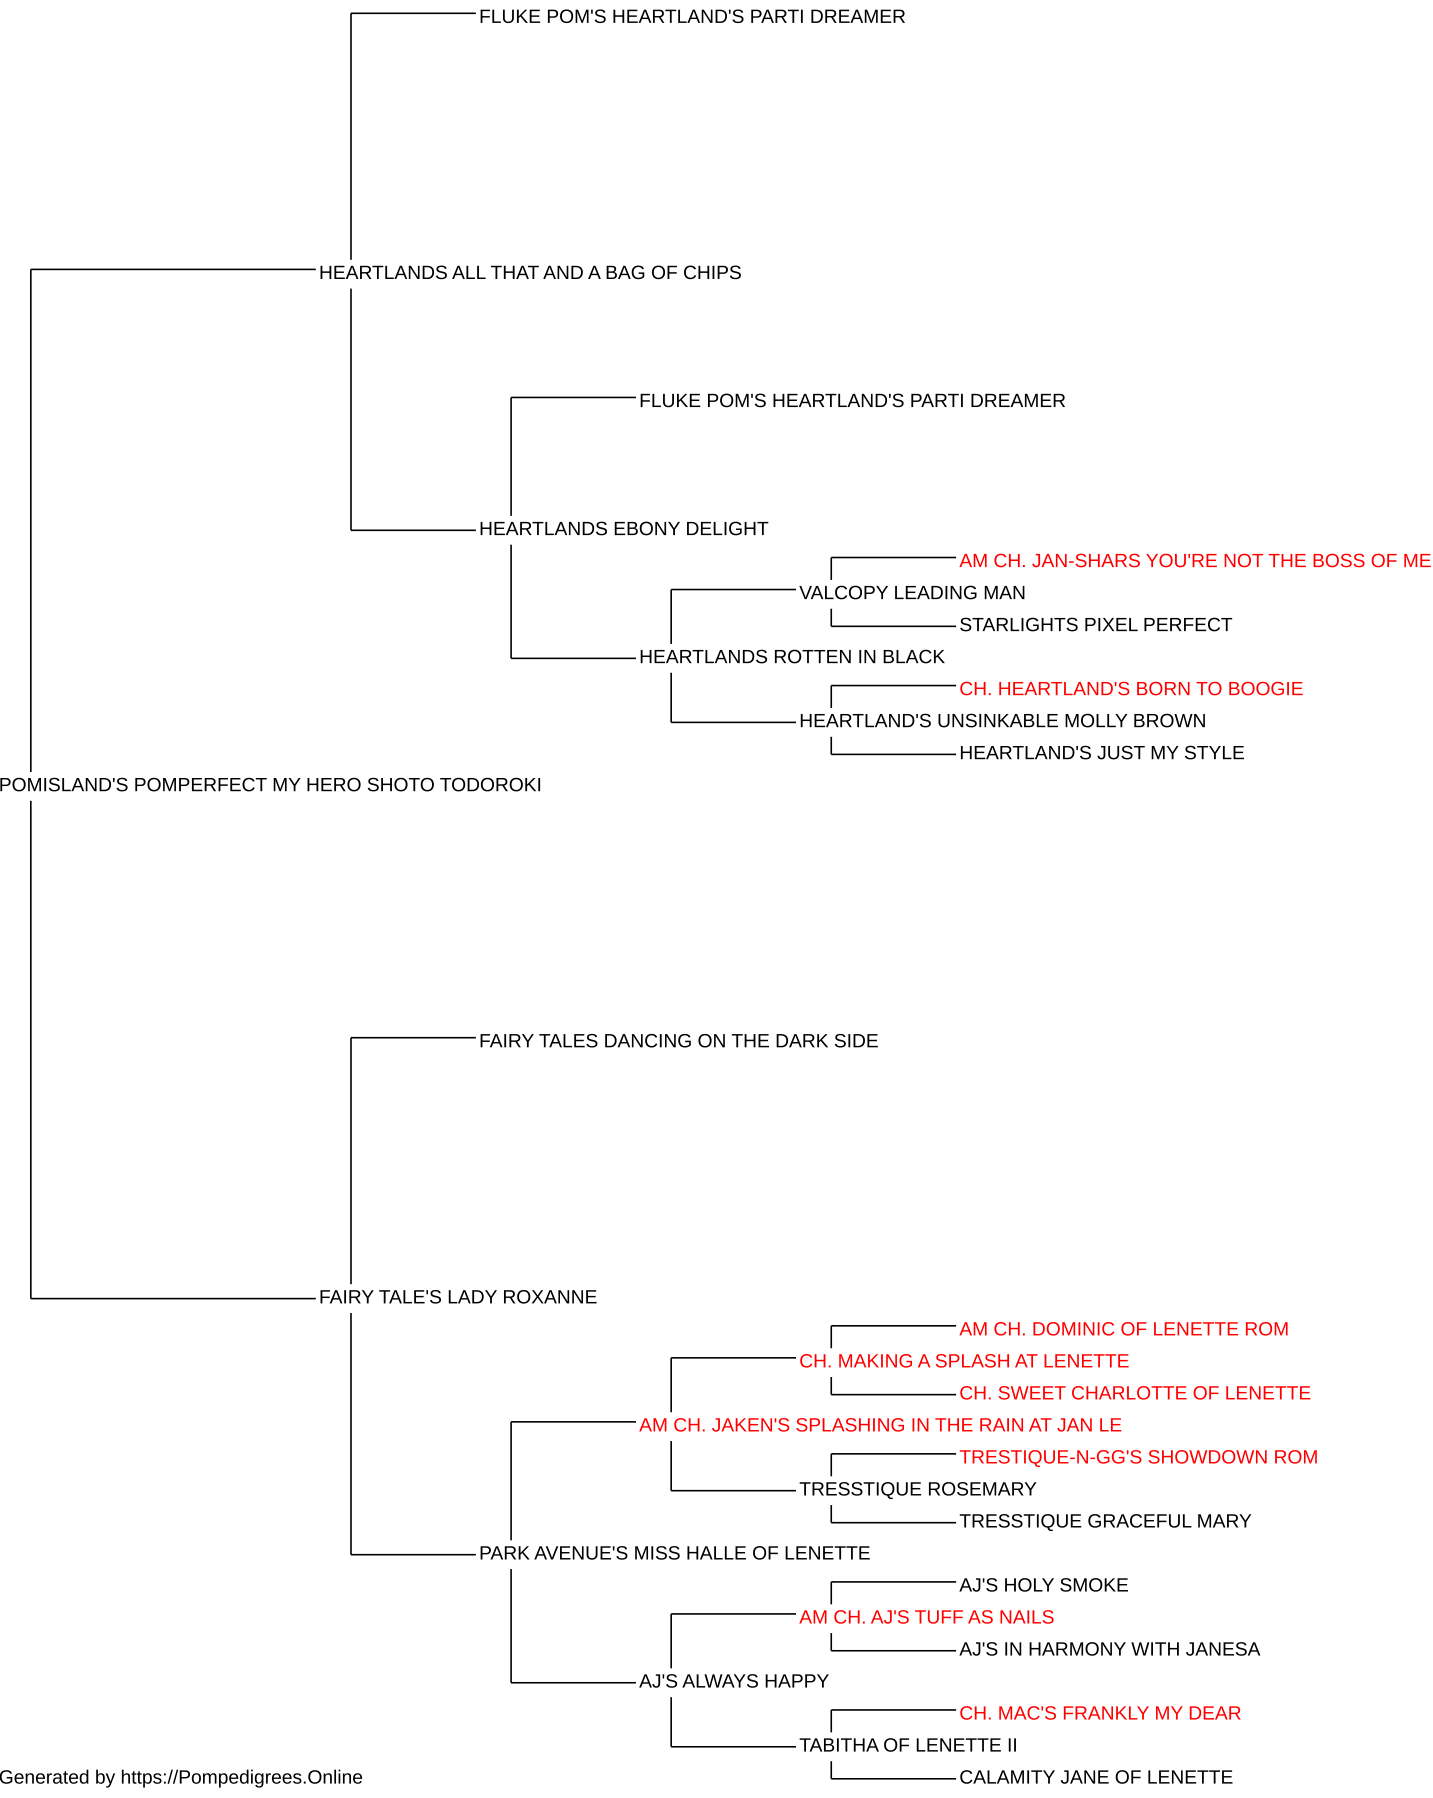 FLUKE POM'S HEARTLAND'S PARTI DREAMER
HEARTLANDS ALL THAT AND A BAG OF CHIPS
FLUKE POM'S HEARTLAND'S PARTI DREAMER
HEARTLANDS EBONY DELIGHT
AM CH. JAN-SHARS YOU'RE NOT THE BOSS OF ME
VALCOPY LEADING MAN
STARLIGHTS PIXEL PERFECT
HEARTLANDS ROTTEN IN BLACK
CH. HEARTLAND'S BORN TO BOOGIE
HEARTLAND'S UNSINKABLE MOLLY BROWN
HEARTLAND'S JUST MY STYLE
POMISLAND'S POMPERFECT MY HERO SHOTO TODOROKI
FAIRY TALES DANCING ON THE DARK SIDE
FAIRY TALE'S LADY ROXANNE
AM CH. DOMINIC OF LENETTE ROM
CH. MAKING A SPLASH AT LENETTE
CH. SWEET CHARLOTTE OF LENETTE
AM CH. JAKEN'S SPLASHING IN THE RAIN AT JAN LE
TRESTIQUE-N-GG'S SHOWDOWN ROM
TRESSTIQUE ROSEMARY
TRESSTIQUE GRACEFUL MARY
PARK AVENUE'S MISS HALLE OF LENETTE
AJ'S HOLY SMOKE
AM CH. AJ'S TUFF AS NAILS
AJ'S IN HARMONY WITH JANESA
AJ'S ALWAYS HAPPY
CH. MAC'S FRANKLY MY DEAR
TABITHA OF LENETTE II
CALAMITY JANE OF LENETTE
Generated by https://Pompedigrees.Online